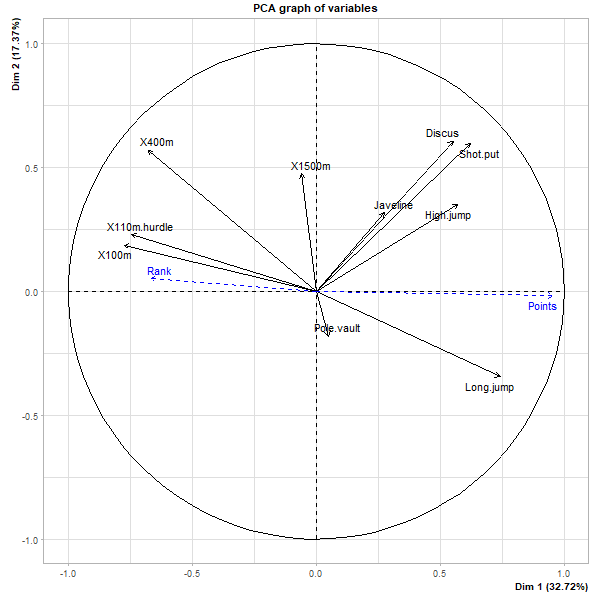 PCA graph of variables
Dim 2 (17.37%)
1.0
0.5
0.0
-0.5
-1.0
Discus
X400m
Shot.put
X1500m
Javeline
High.jump
X110m.hurdle
X100m
Rank
Points
Pole.vault
Long.jump
-1.0 -0.5 0.0 0.5 1.0
Dim 1 (32.72%)